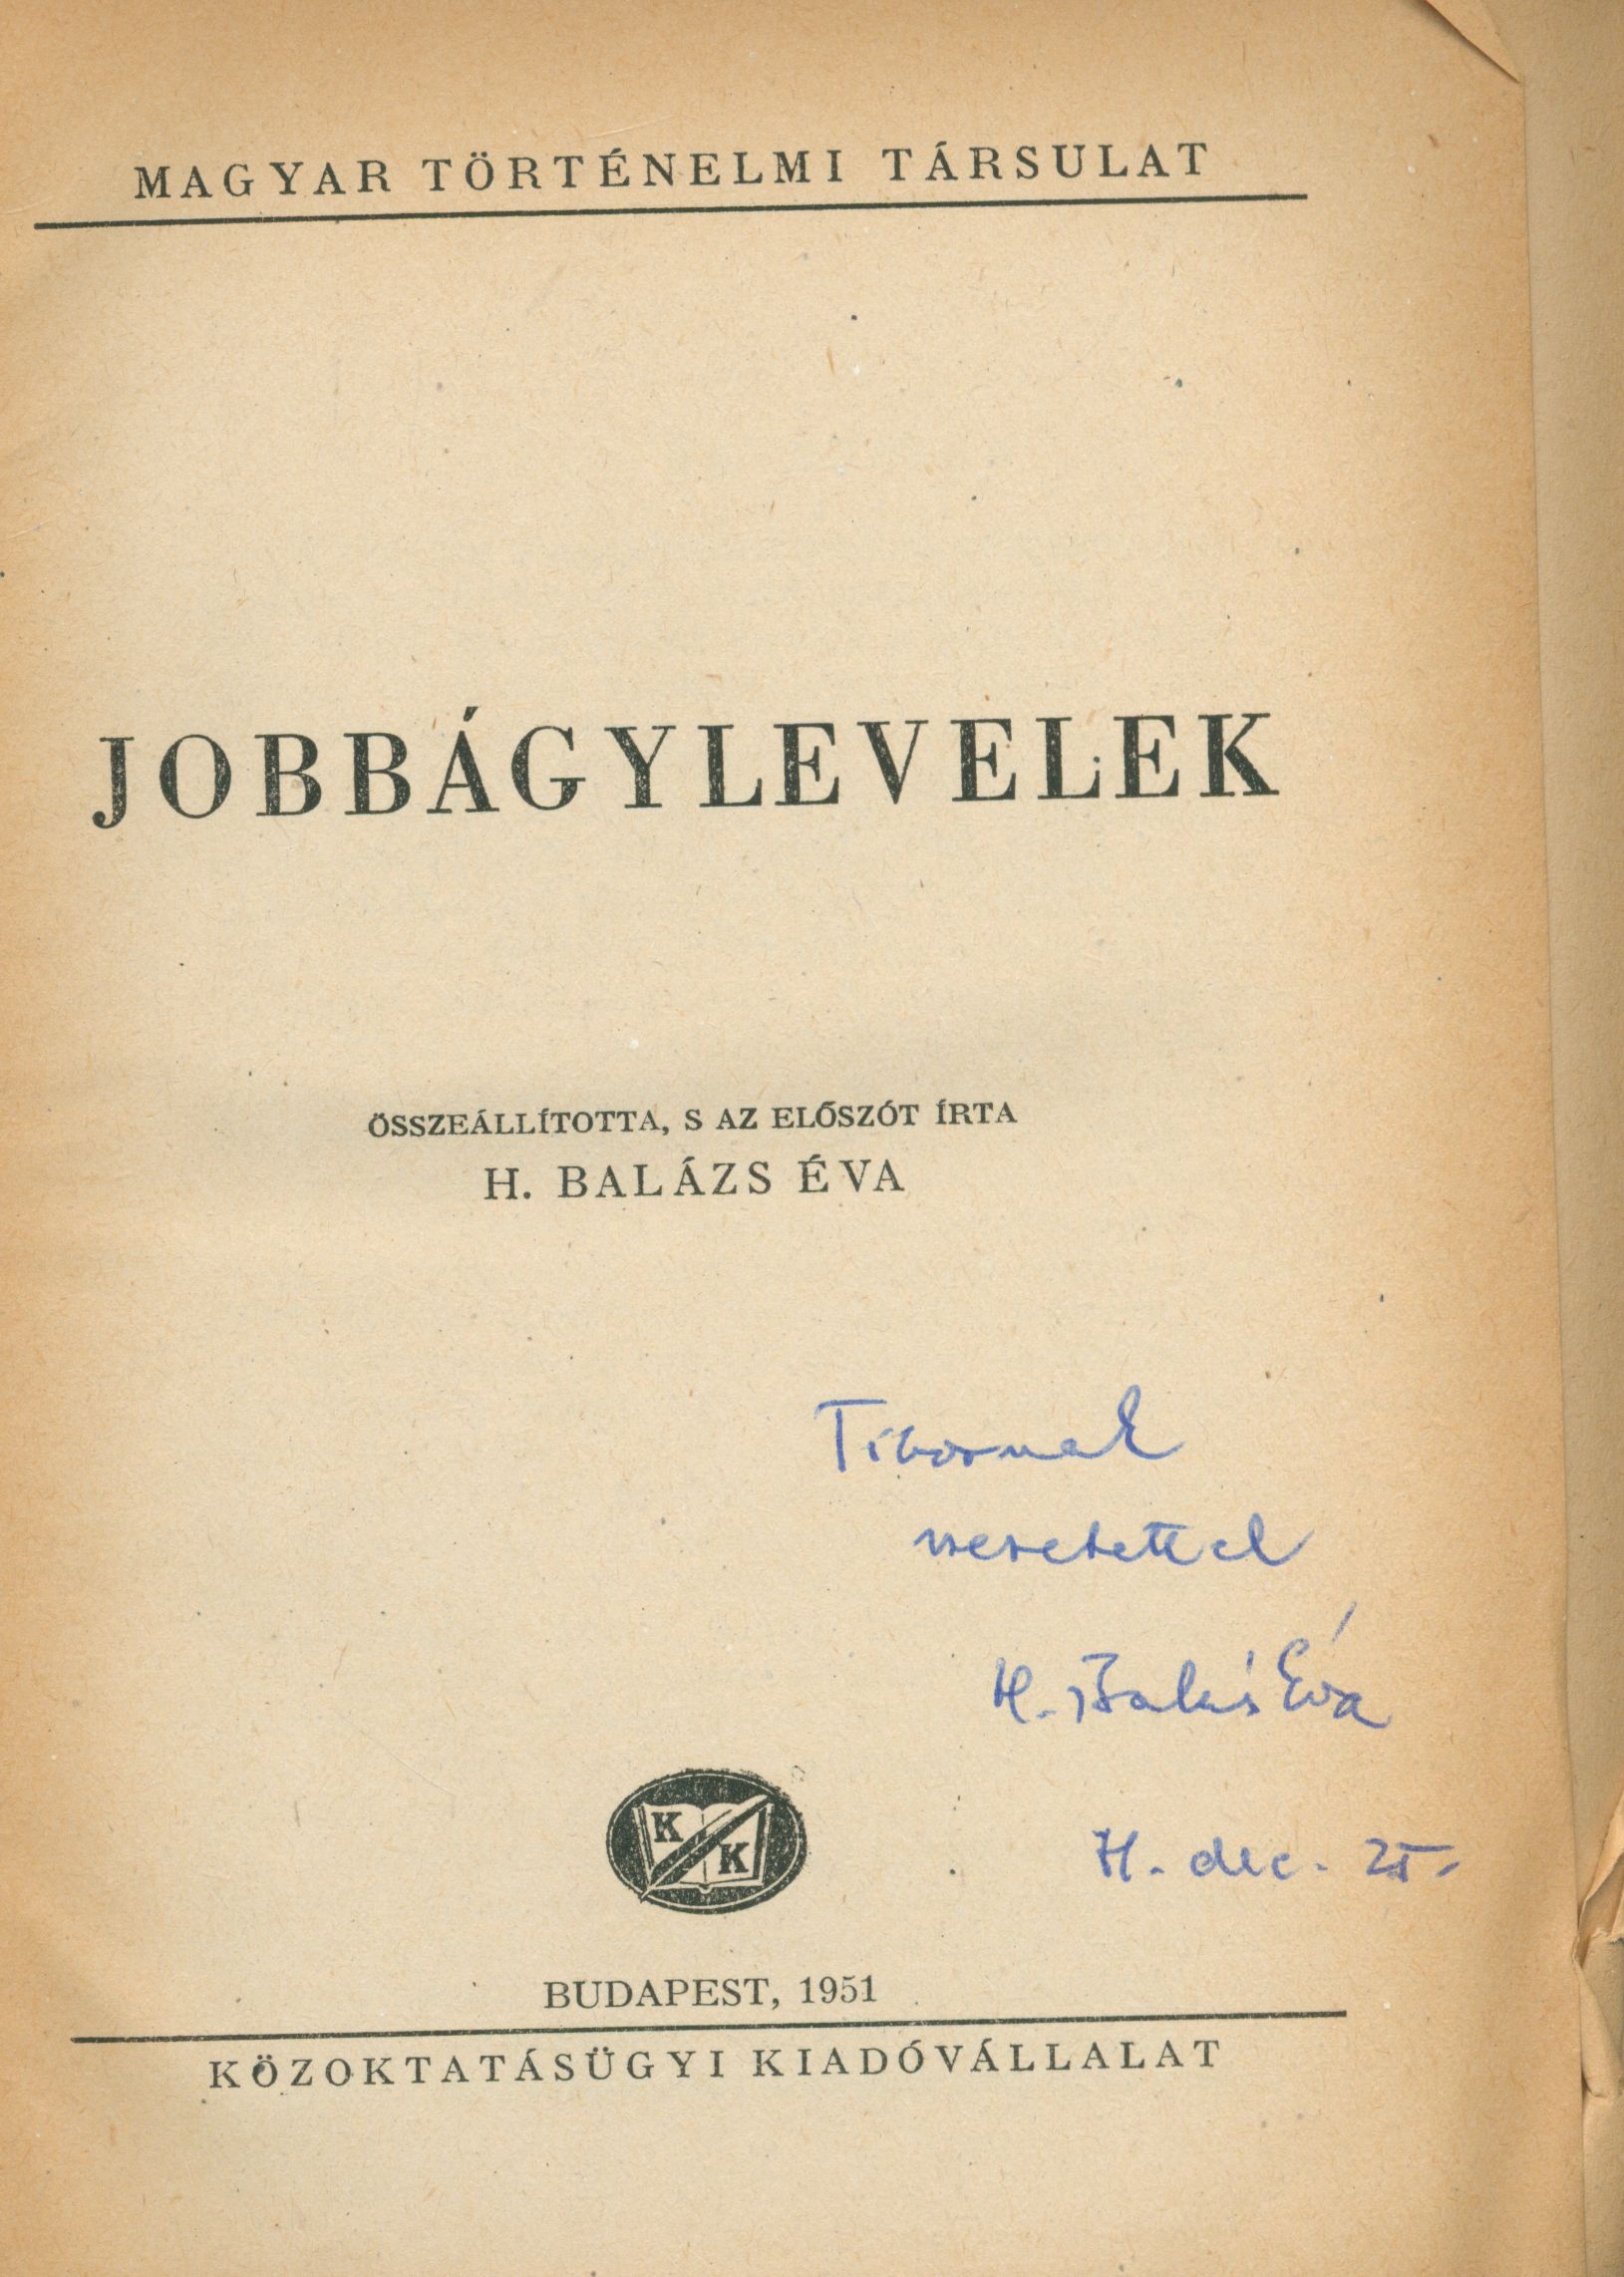 MAGYAR TÖRTÉNELMI TÁRSULAT
JOBBÁGYLEVELEK
ÖSSZEÁLLÍTOTTA, S AZ ELŐSZÓT ÍRTA
H. BALÁZS ÉVA
Tibornak
szeretettel
H. Balázs Éva
K
K
dec. 25.
BUDAPEST, 1951
KÖZOKTATÁSÜGYI KIADÓVÁLLALAT